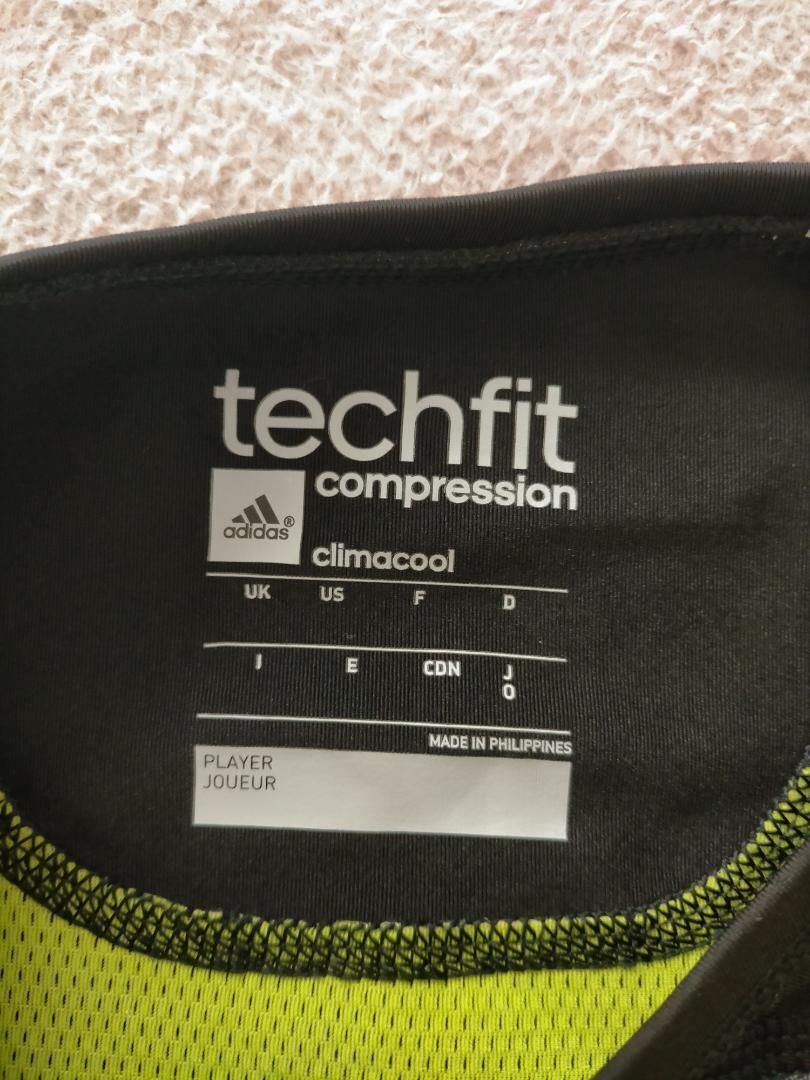 techfit
compression
adidas®
climacool
UK US F D
I E CDN J
O
MADE IN PHILIPPINES
PLAYER
JOUEUR